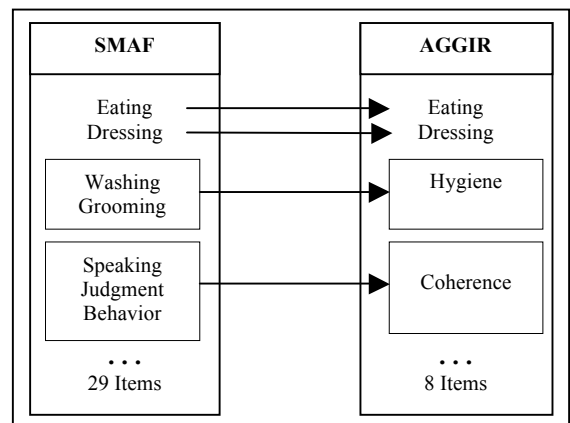 SMAF
Eating
Dressing
Washing
Grooming
Speaking
Judgment
Behavior
. . .
29 Items
AGGIR
Eating
Dressing
Hygiene
Coherence
. . .
8 Items